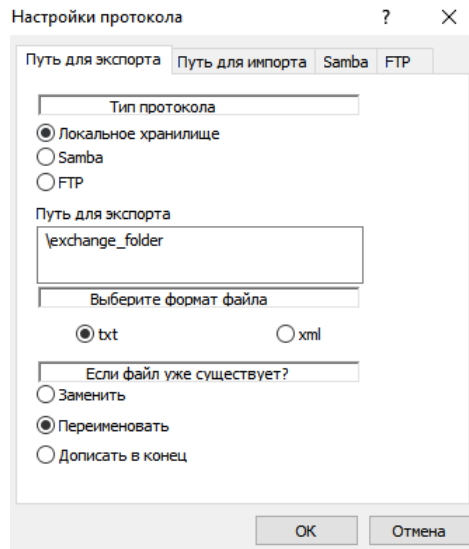 Настройки протокола ?
Путь для экспорта Путь для импорта Samba FTP
Тип протокола
Локальное хранилище
Samba
FTP
Путь для экспорта
\exchange_folder
Выберите формат файла
txt xml
Если файл уже существует?
Заменить
Переименовать
Дописать в конец
OK Отмена